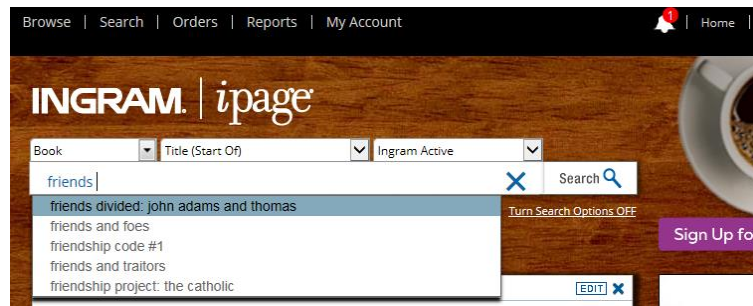 Browse | Search | Orders | Reports | My Account
1 | Home |
INGRAM. | ipage
Book Title (Start Of) Ingram Active
friends Search
friends divided: john adams and thomas
Turn Search Options OFF
friends and foes
friendship code #1
Sign Up fo
friends and traitors
friendship project: the catholic
EDIT